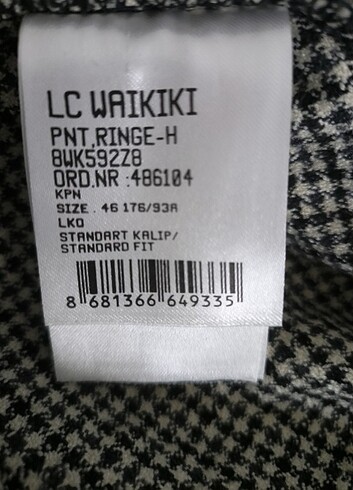 LC WAIKIKI
PNT.RINGE-H
8WK592Z8
ORD.NR :486104
KPN
SIZE . 46 176/93A
LKD
STANDART KALIP/
STANDARD FIT
8 681366 649335